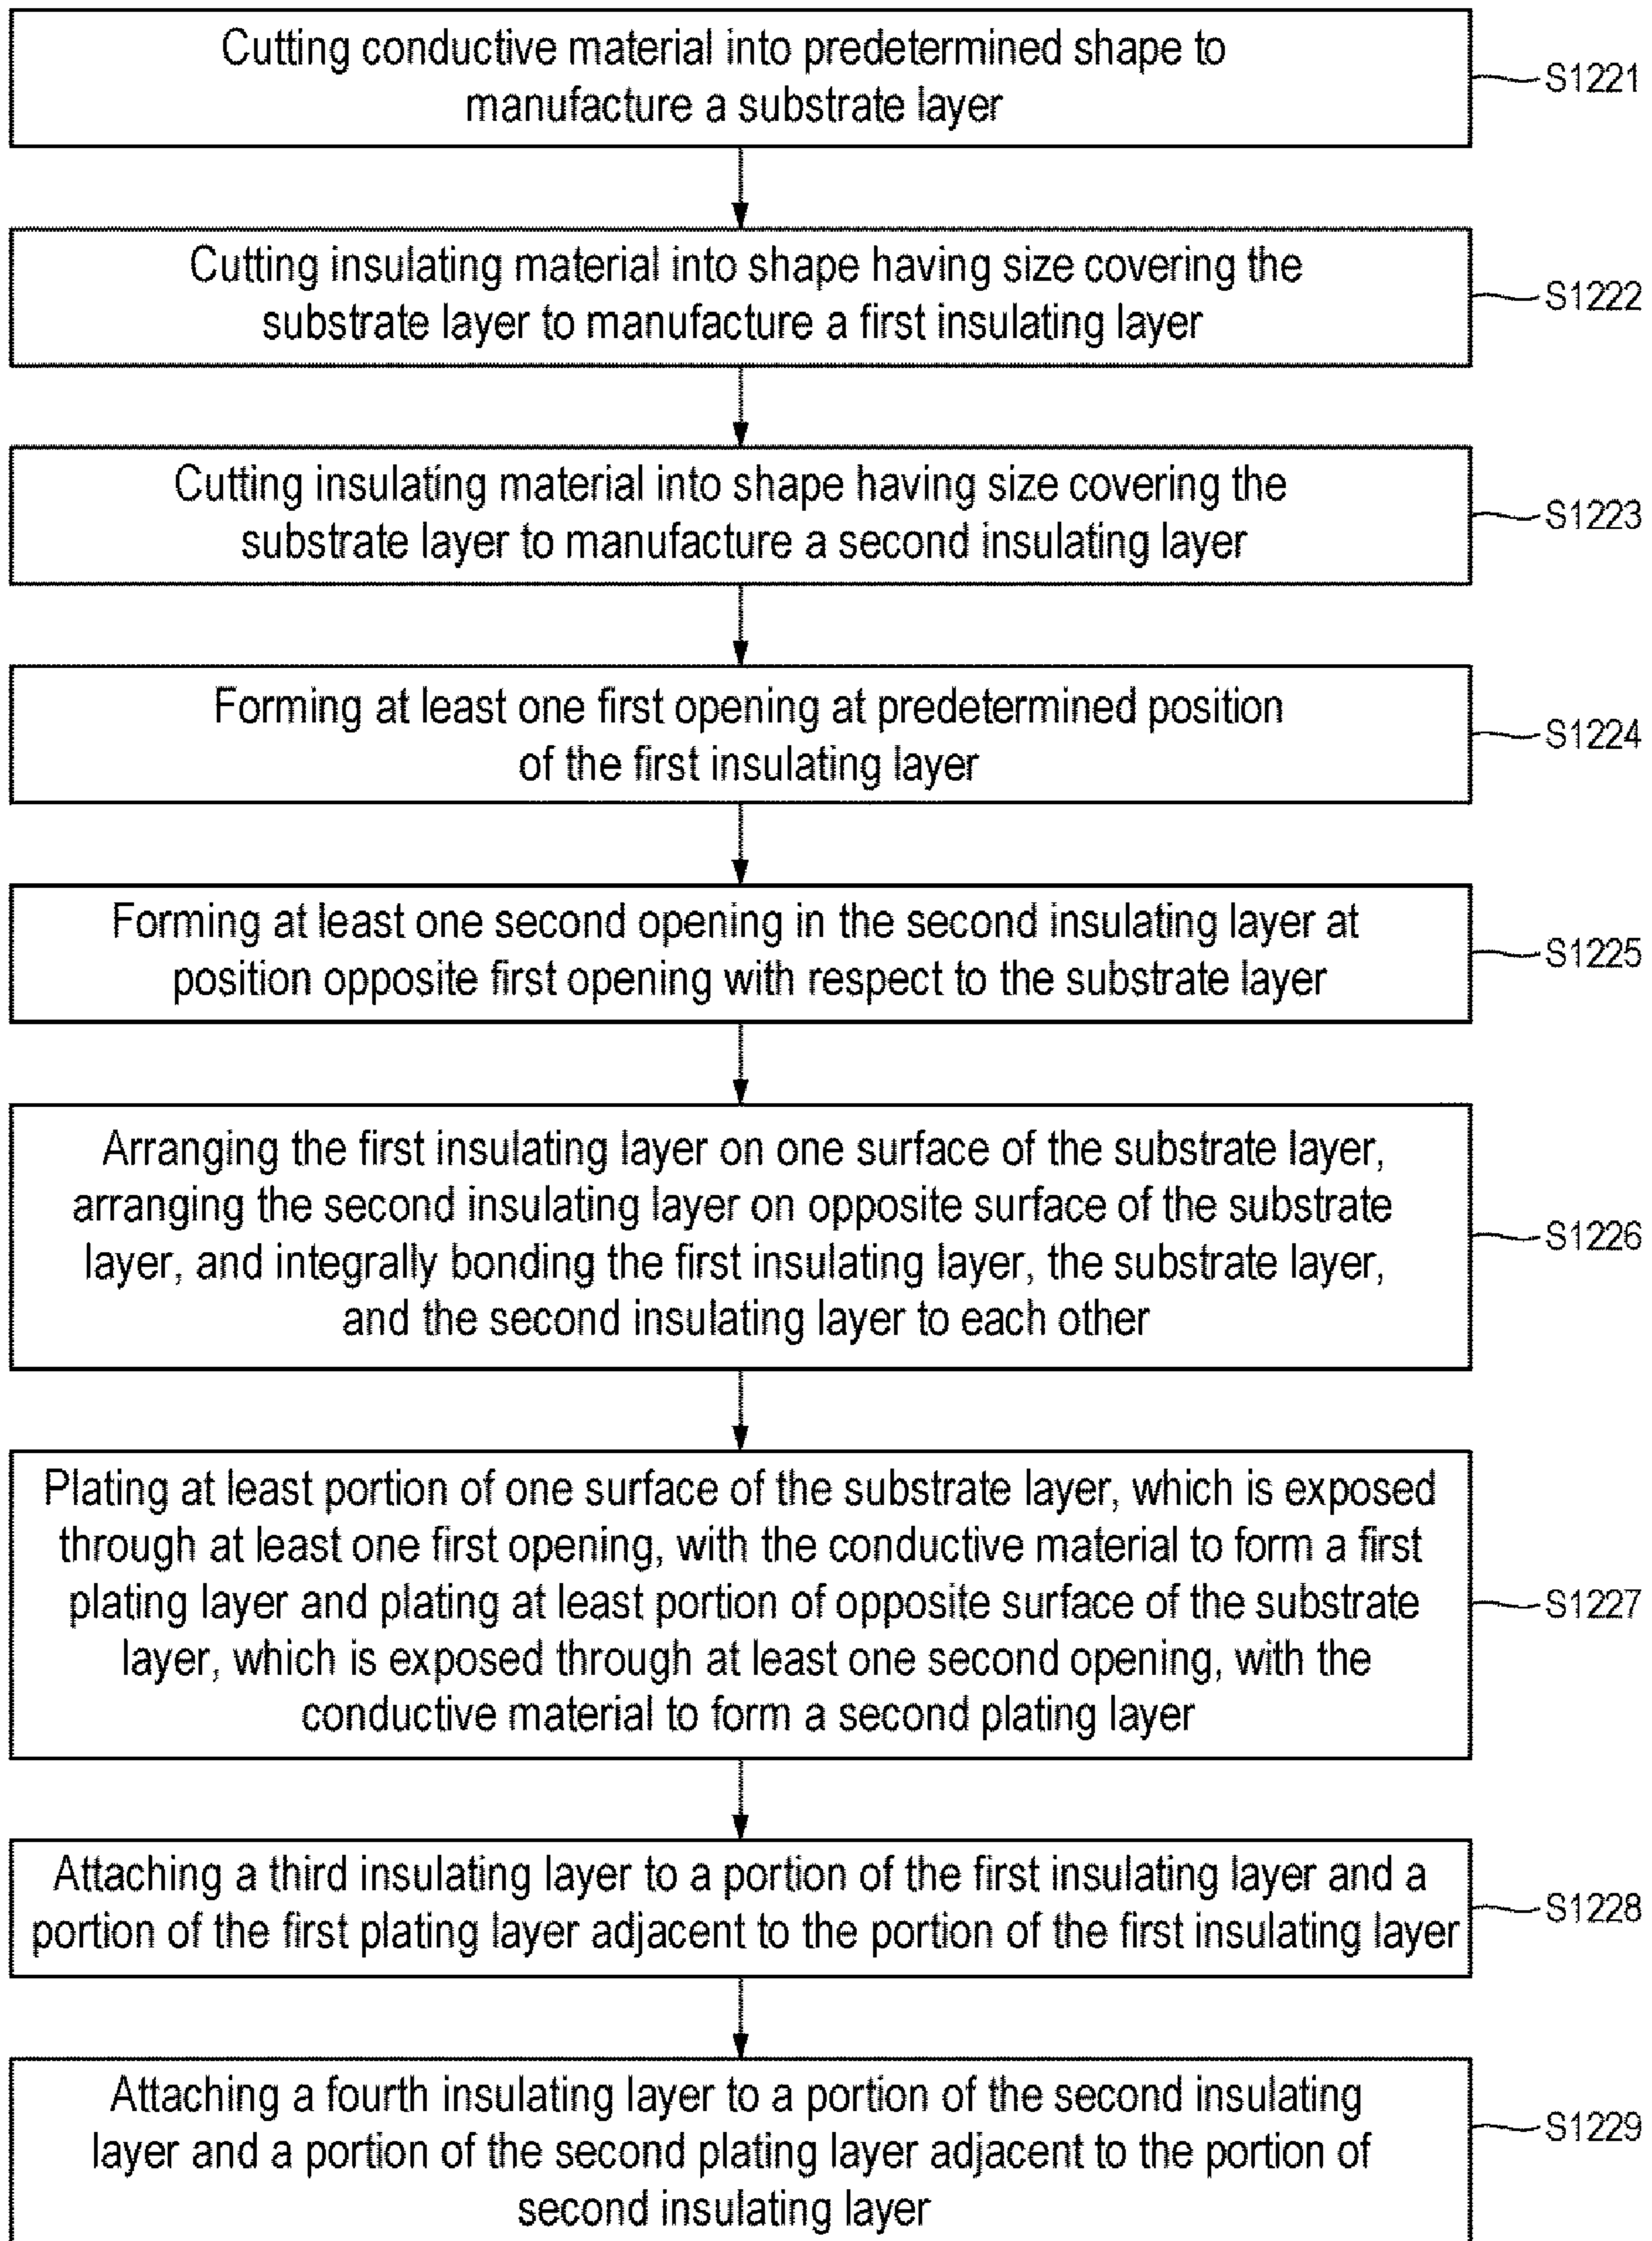 Cutting conductive material into predetermined shape to
manufacture a substrate layer
S1221
Cutting insulating material into shape having size covering the
substrate layer to manufacture a first insulating layer
S1222
Cutting insulating material into shape having size covering the
substrate layer to manufacture a second insulating layer
S1223
Forming at least one first opening at predetermined position
of the first insulating layer
S1224
Forming at least one second opening in the second insulating layer at
position opposite first opening with respect to the substrate layer
S1225
Arranging the first insulating layer on one surface of the substrate layer,
arranging the second insulating layer on opposite surface of the substrate
layer, and integrally bonding the first insulating layer, the substrate layer,
and the second insulating layer to each other
S1226
Plating at least portion of one surface of the substrate layer, which is exposed
through at least one first opening, with the conductive material to form a first
plating layer and plating at least portion of opposite surface of the substrate
layer, which is exposed through at least one second opening, with the
conductive material to form a second plating layer
S1227
Attaching a third insulating layer to a portion of the first insulating layer and a
portion of the first plating layer adjacent to the portion of the first insulating layer
S1228
Attaching a fourth insulating layer to a portion of the second insulating
layer and a portion of the second plating layer adjacent to the portion of
second insulating layer
S1229